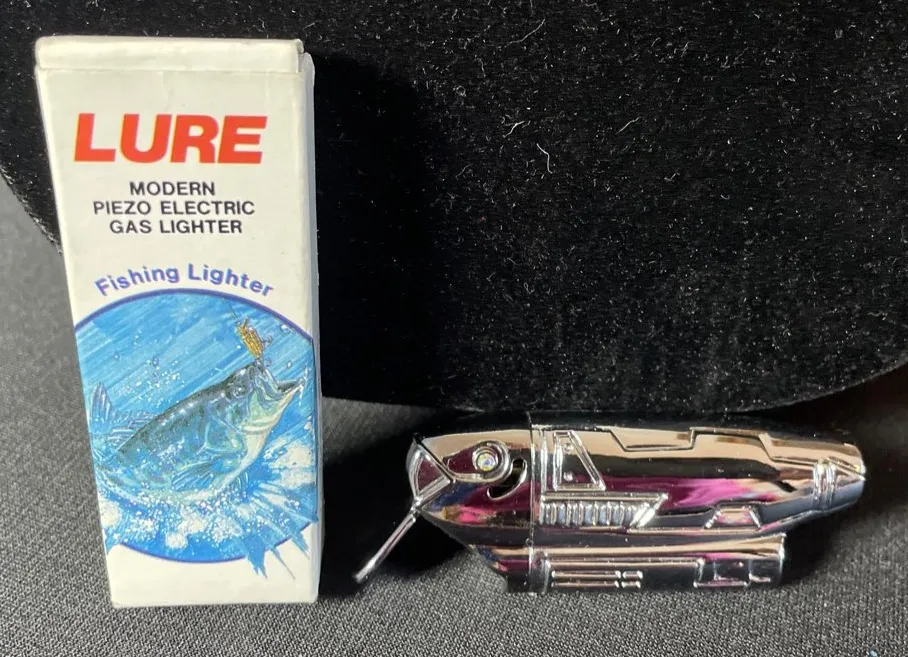 LURE
MODERN
PIEZO ELECTRIC
GAS LIGHTER
Fishing Lighter